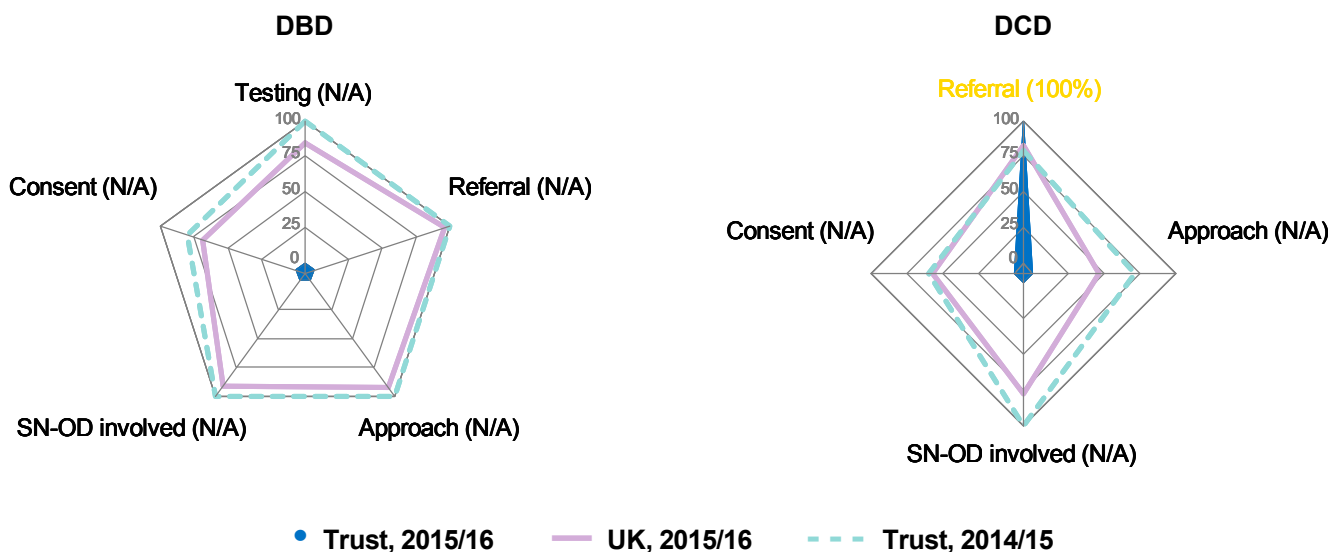 DBD
Testing (N/A)
100
75
50
25
0
Consent (N/A)
Referral (N/A)
SN-OD involved (N/A)
Approach (N/A)
DCD
Referral (100%)
100
75
50
25
0
Consent (N/A)
Approach (N/A)
SN-OD involved (N/A)
Trust, 2015/16
UK, 2015/16
Trust, 2014/15